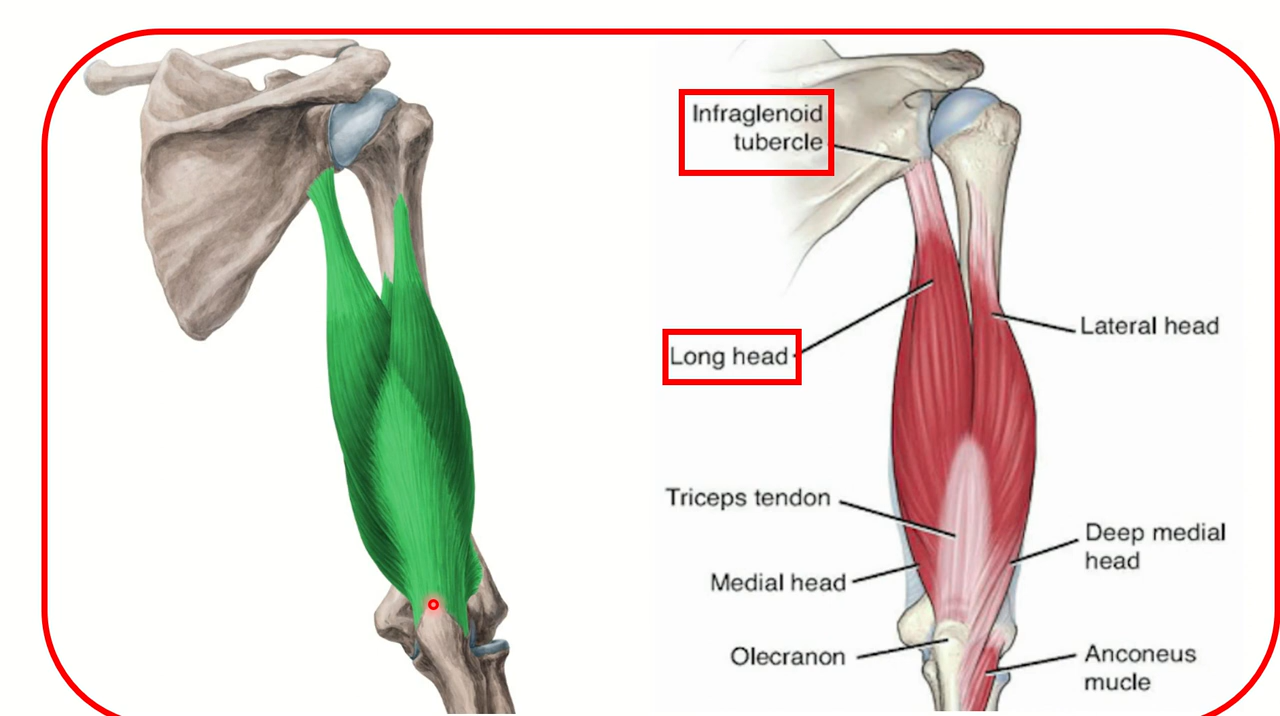 Infraglenoid
tubercle
Long head
Lateral head
Triceps tendon
Deep medial
head
Medial head
Olecranon
Anconeus
mucle